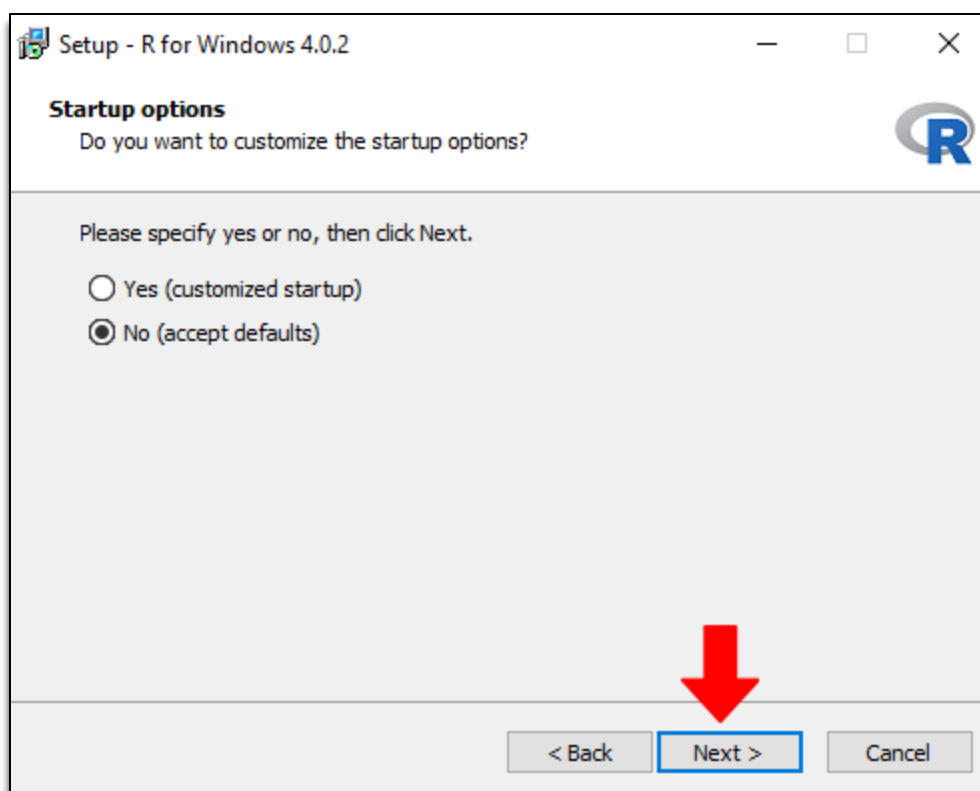 Setup - R for Windows 4.0.2
Startup options
Do you want to customize the startup options?
R
Please specify yes or no, then click Next.
Yes (customized startup)
No (accept defaults)
< Back
Next >
Cancel